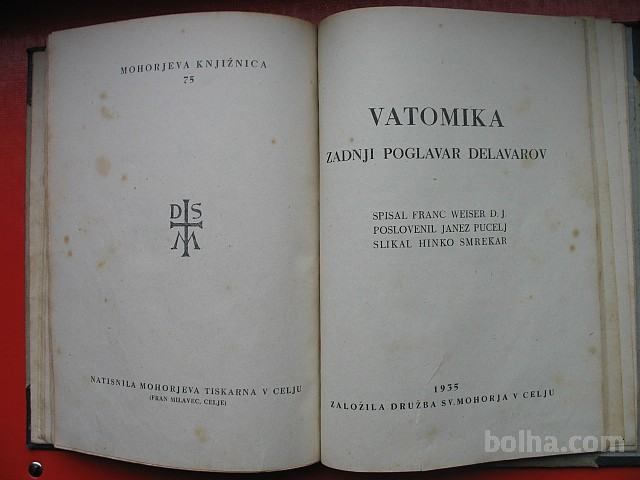 MOHORJEVA KNJIŽNICA
75
DSM
NATISNILA MOHORJEVA TISKARNA V CELJU
(FRAN MILAVEC, CELJE)
VATOMIKA
ZADNJI POGLAVAR DELAVAROV
SPISAL FRANC WEISER D. J.
POSLOVENIL JANEZ PUCELJ
SLIKAL HINKO SMREKAR
1935
ZALOŽILA DRUŽBA SV. MOHORJA V CELJU
bolha.com